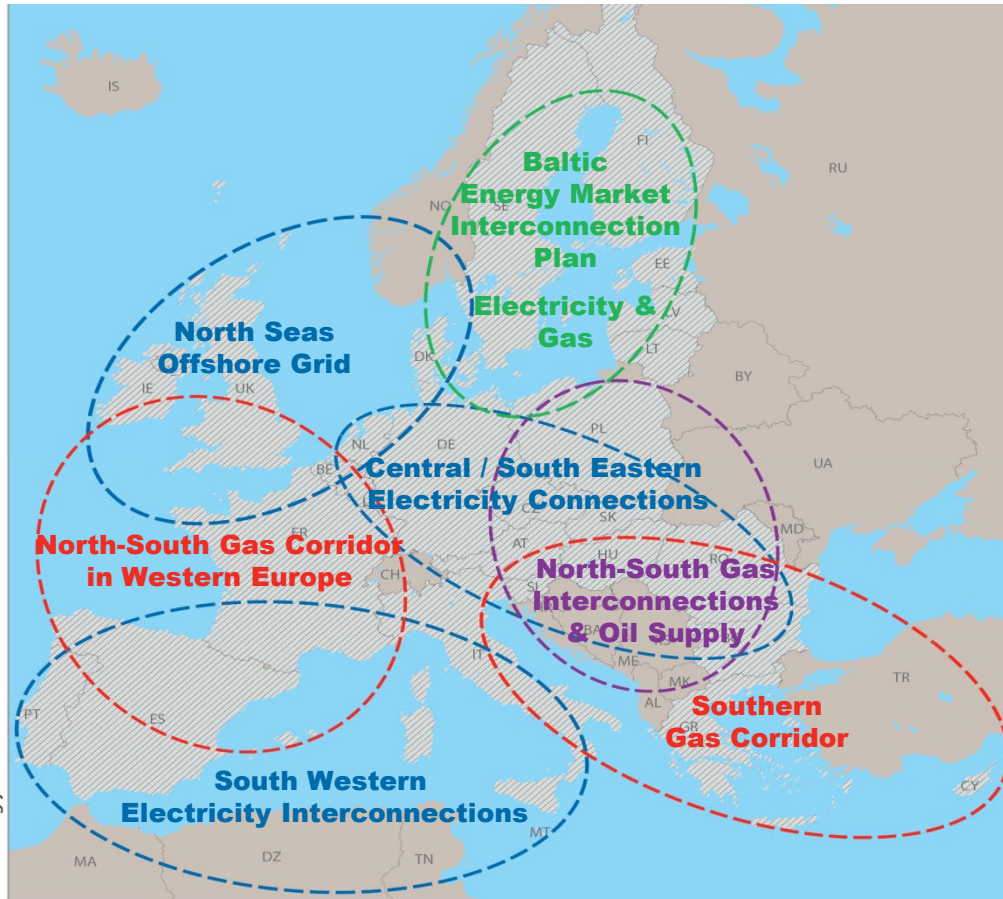 IS
FI
RU
Baltic
Energy Market
Interconnection
Plan
NO
SE
EE
Electricity &
Gas
LV
LT
North Seas
Offshore Grid
DK
BY
IE
UK
PL
NL
DE
UA
BE
Central / South Eastern
Electricity Connections
CZ
SK
MD
FR
AT
North-South Gas Corridor
in Western Europe
CH
HU
RO
North-South Gas
Interconnections
& Oil Supply
SL
BA
IT
ME
MK
TR
AL
Southern
Gas Corridor
GR
PT
ES
CY
South Western
Electricity Interconnections
MT
MA
DZ
TN